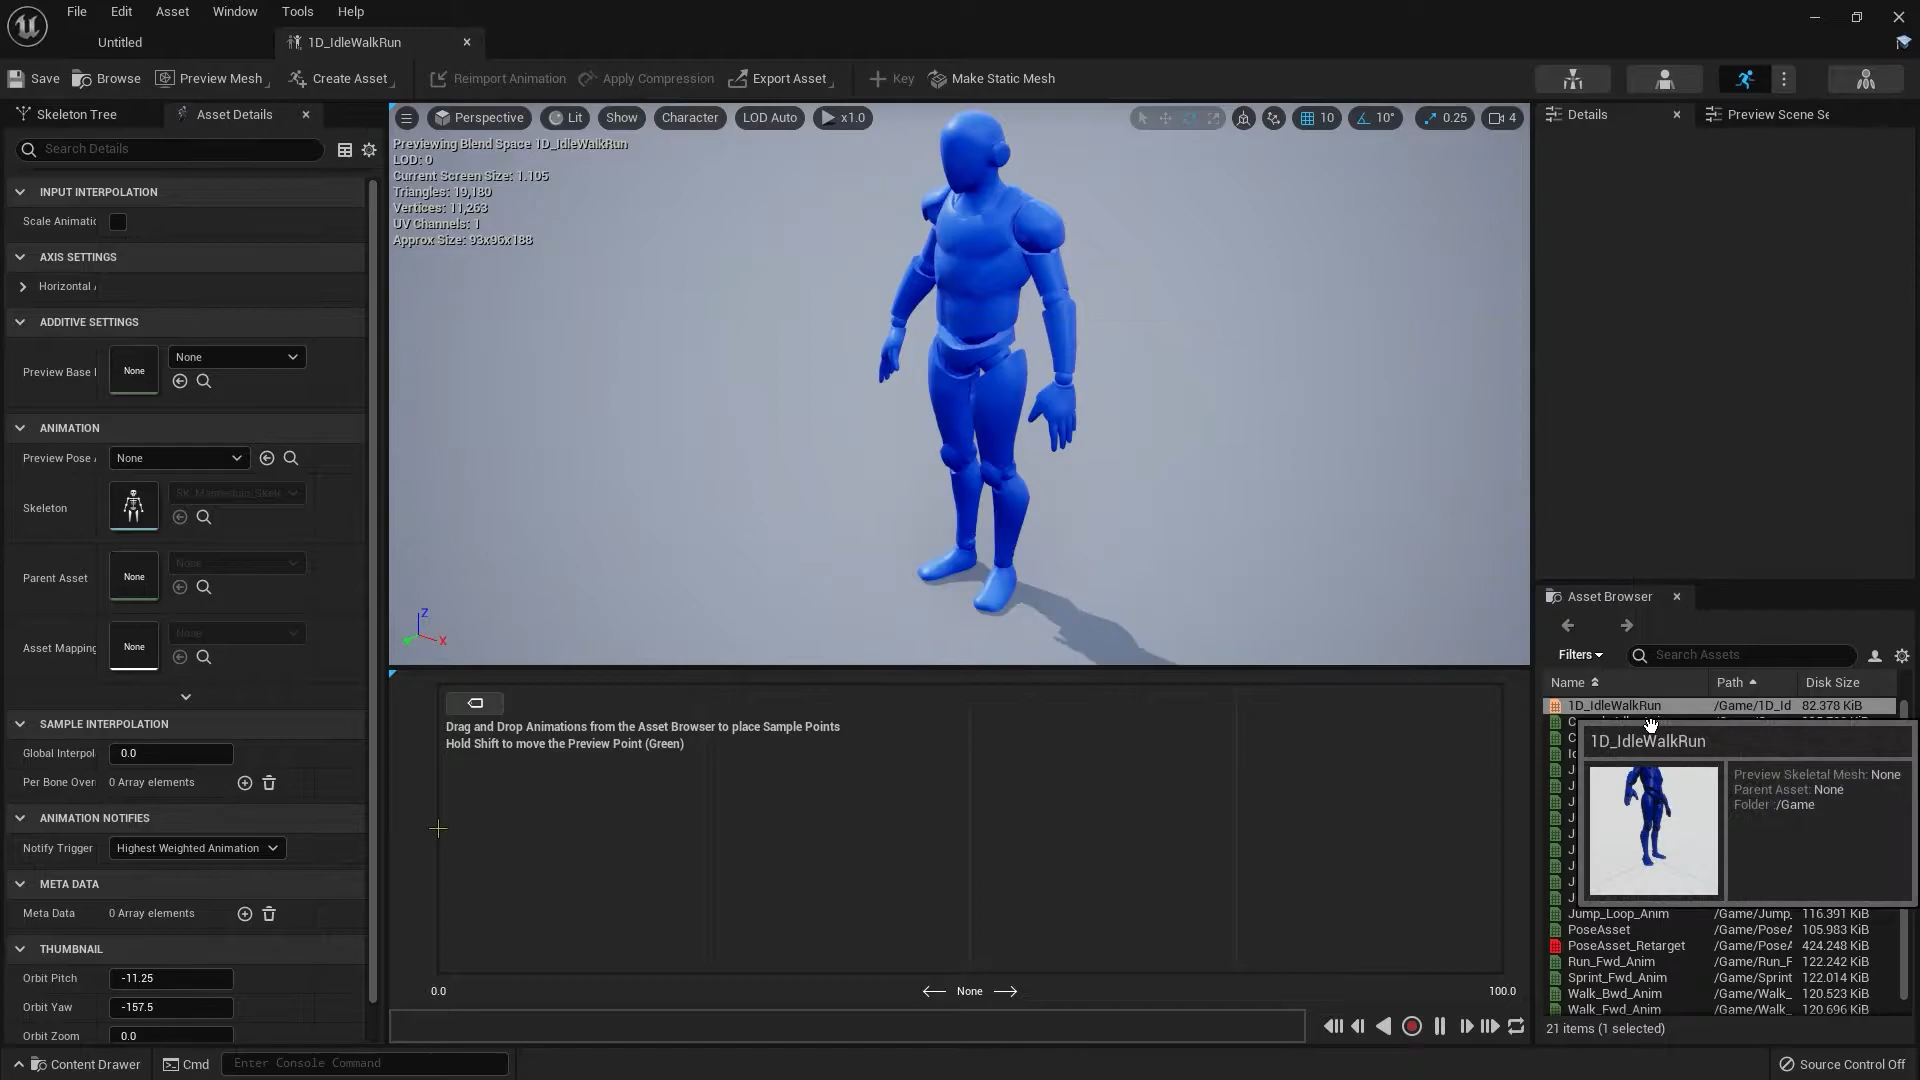 File Edit Asset Window Tools Help
Untitled
1D_IdleWalkRun
Save
Browse
Preview Mesh
Create Asset
Reimport Animation
Apply Compression
Export Asset
Key
Make Static Mesh
Skeleton Tree
Asset Details
Search Details
INPUT INTERPOLATION
Scale Animatic
AXIS SETTINGS
Horizontal
ADDITIVE SETTINGS
Preview Base
None
None
ANIMATION
Preview Pose
None
Skeleton
Parent Asset
None
None
Asset Mapping
None
None
SAMPLE INTERPOLATION
Global Interpol
0.0
Per Bone Over
0 Array elements
ANIMATION NOTIFIES
Notify Trigger
Highest Weighted Animation
META DATA
Meta Data
0 Array elements
THUMBNAIL
Orbit Pitch
-11.25
Orbit Yaw
-157.5
Orbit Zoom
0.0
Perspective
Lit
Show
Character
LOD Auto
x1.0
10
10°
0.25
4
Previewing Blend Space 1D_IdleWalkRun
LOD: 0
Current Screen Size: 1.105
Triangles: 19,180
Vertices: 11,263
UV Channels: 1
Approx Size: 93x96x188
Z
X
Drag and Drop Animations from the Asset Browser to place Sample Points
Hold Shift to move the Preview Point (Green)
0.0
None
100.0
Details
Preview Scene Se
Asset Browser
Filters
Search Assets
Name
Path
Disk Size
1D_IdleWalkRun /Game/1D_Id 82.378 KiB
1D_IdleWalkRun
Preview Skeletal Mesh: None
Parent Asset: None
Folder :/Game
Jump_Loop_Anim /Game/Jump_ 116.391 KiB
PoseAsset /Game/PoseA 105.983 KiB
PoseAsset_Retarget /Game/PoseA 424.248 KiB
Run_Fwd_Anim /Game/Run_F 122.242 KiB
Sprint_Fwd_Anim /Game/Sprint 122.014 KiB
Walk_Bwd_Anim /Game/Walk_ 120.523 KiB
Walk_Fwd_Anim /Game/Walk_ 120.696 KiB
21 items (1 selected)
Content Drawer
Cmd
Enter Console Command
Source Control Off